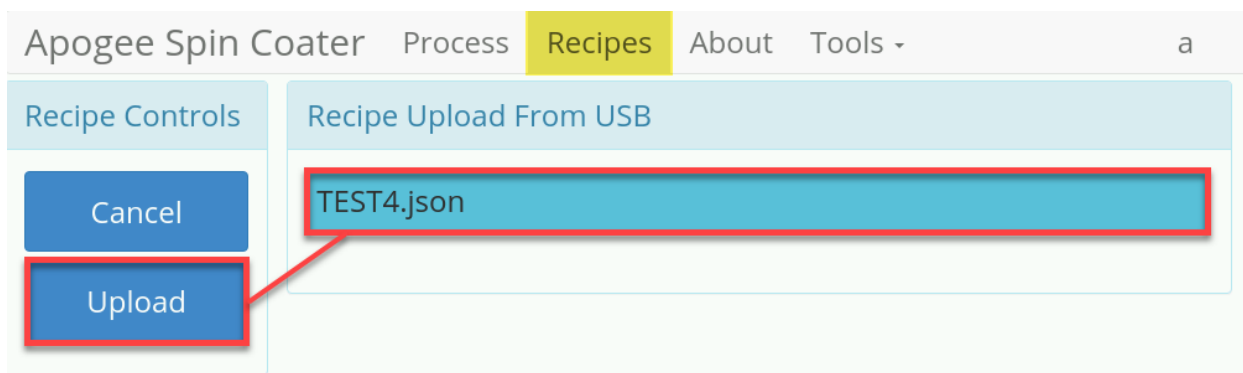 Apogee Spin Coater Process Recipes About Tools a
Recipe Controls
Recipe Upload From USB
Cancel
Upload
TEST4.json